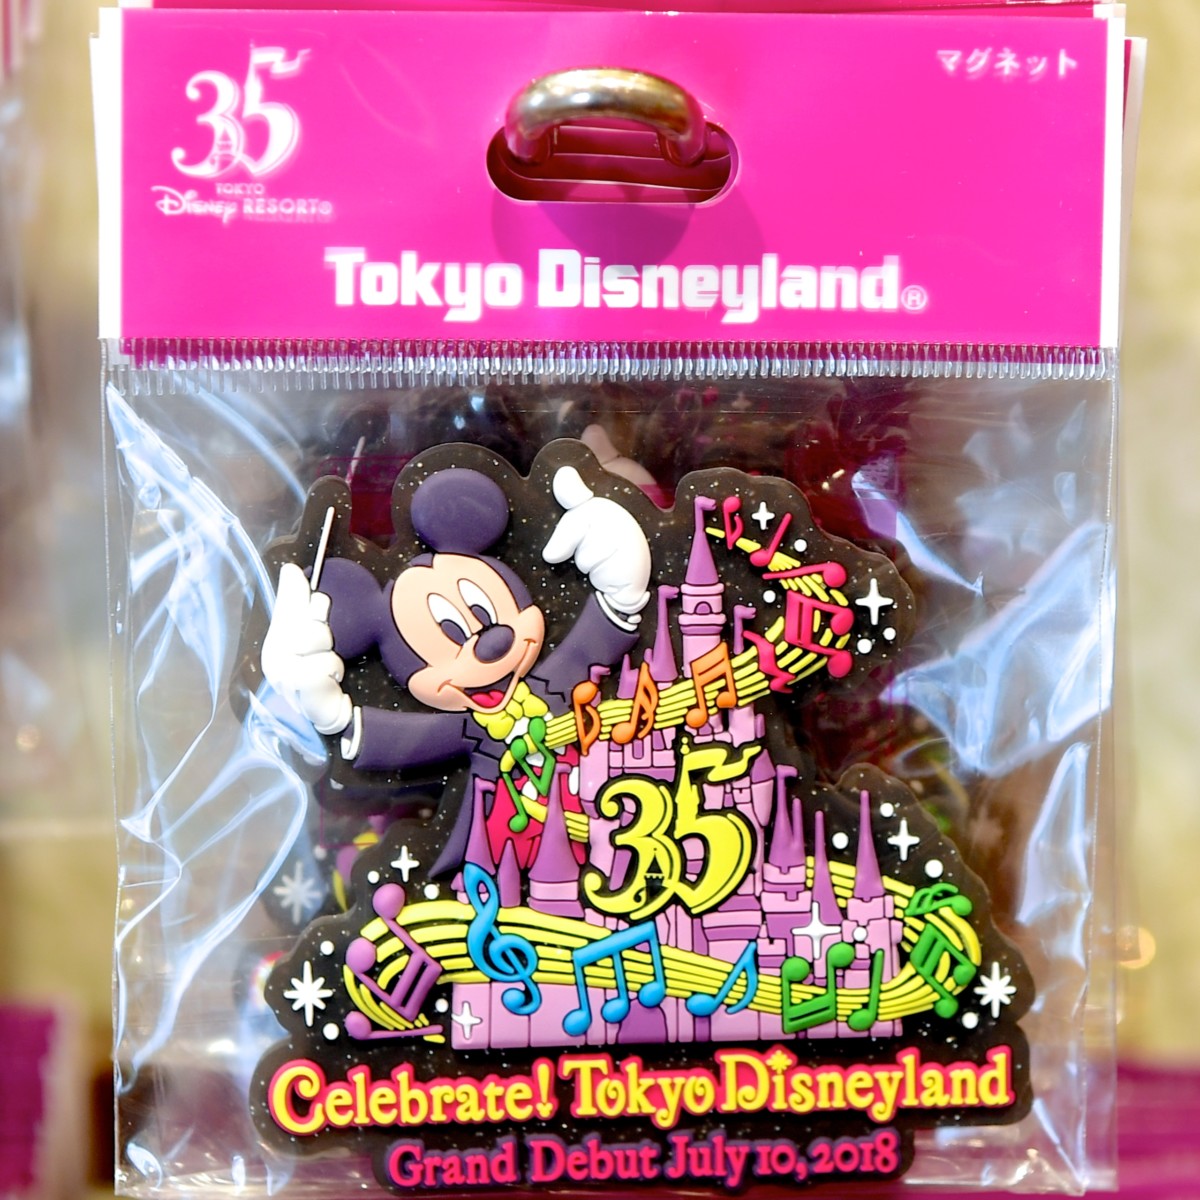 35
マグネット
TOKYO
Disney RESORT®
Tokyo Disneyland®
35
Celebrate! Tokyo Disneyland
Grand Debut July 10, 2018